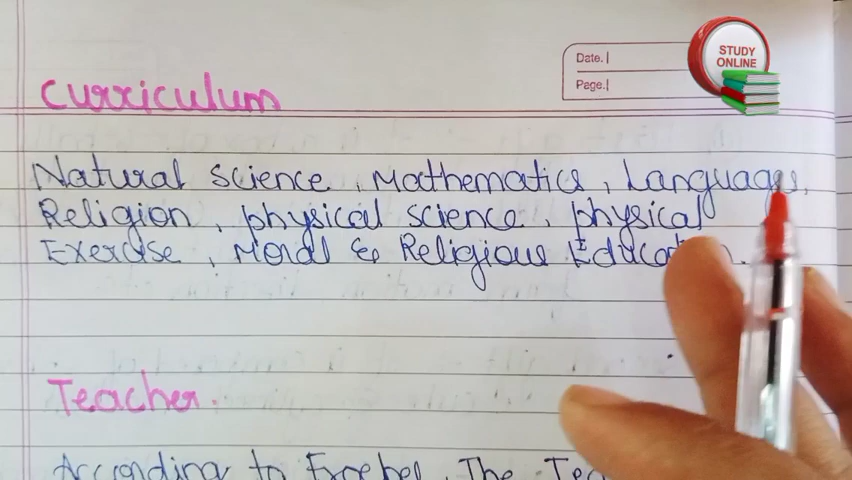 STUDY
ONLINE
Date.
Page.
Curriculum
Natural Science, Mathematics, Languages,
Religion, physical science, physical
Exercise, Moral & Religious Education.
Teacher.
According to Froebel, The